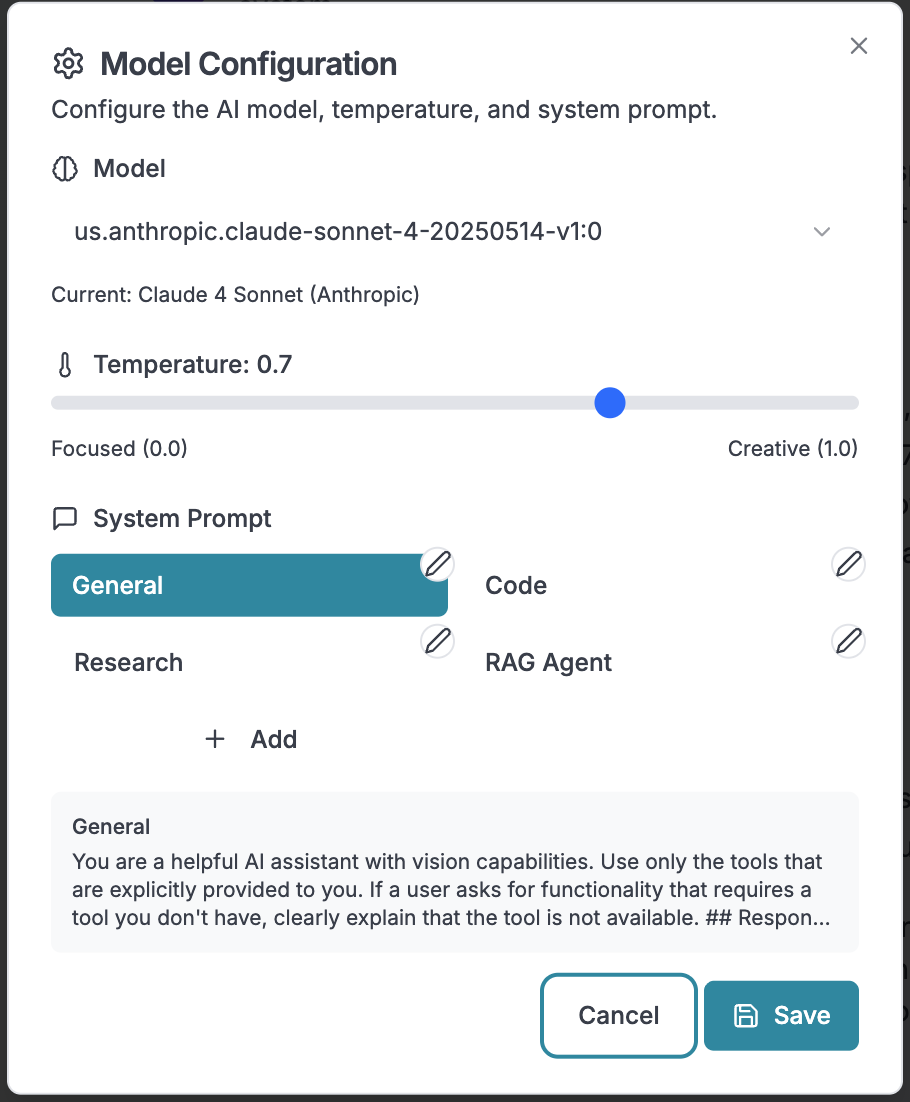 Model Configuration
Configure the AI model, temperature, and system prompt.
Model
us.anthropic.claude-sonnet-4-20250514-v1:0
Current: Claude 4 Sonnet (Anthropic)
Temperature: 0.7
Focused (0.0)
Creative (1.0)
System Prompt
General
Code
Research
RAG Agent
+ Add
General
You are a helpful AI assistant with vision capabilities. Use only the tools that
are explicitly provided to you. If a user asks for functionality that requires a
tool you don't have, clearly explain that the tool is not available. ## Respon...
Cancel
Save